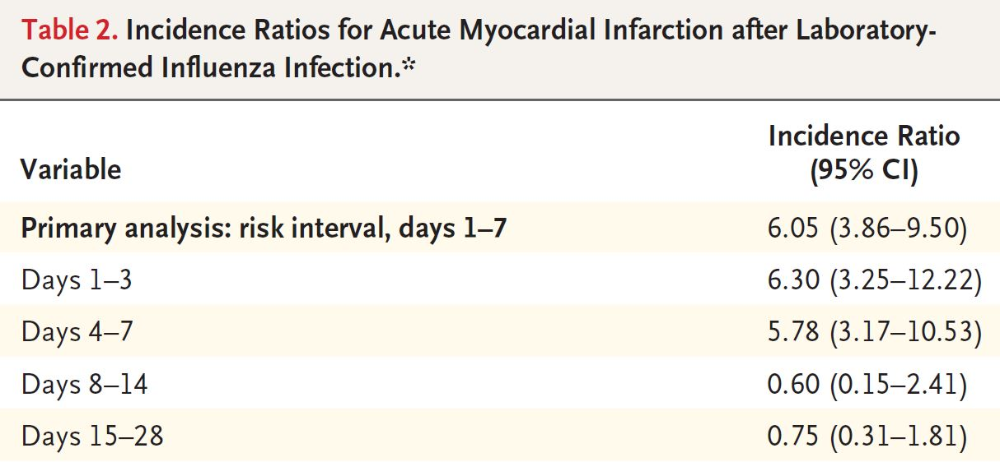 Table 2. Incidence Ratios for Acute Myocardial Infarction after Laboratory-
Confirmed Influenza Infection.*
Variable
Incidence Ratio
(95% CI)
Primary analysis: risk interval, days 1–7 6.05 (3.86–9.50)
Days 1–3 6.30 (3.25–12.22)
Days 4–7 5.78 (3.17–10.53)
Days 8–14 0.60 (0.15–2.41)
Days 15–28 0.75 (0.31–1.81)